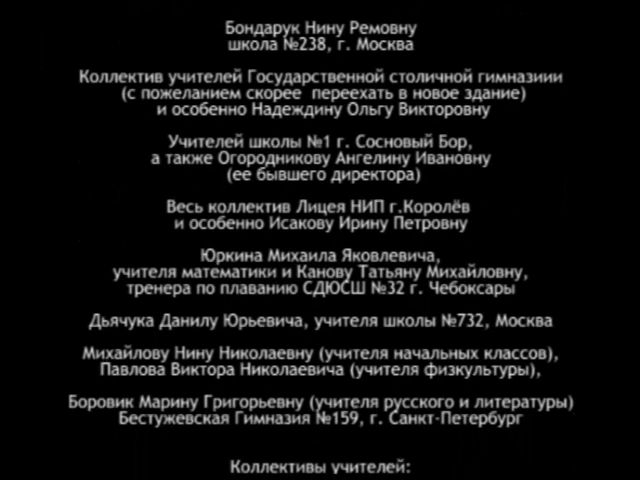 Бондарук Нину Ремовну
школа №238, г. Москва
Коллектив учителей Государственной столичной гимназиии
(с пожеланием скорее переехать в новое здание)
и особенно Надеждину Ольгу Викторовну
Учителей школы №1 г. Сосновый Бор,
а также Огородникову Ангелину Ивановну
(ее бывшего директора)
Весь коллектив Лицея НИП г.Королёв
и особенно Исакову Ирину Петровну
Юркина Михаила Яковлевича,
учителя математики и Канову Татьяну Михайловну,
тренера по плаванию СДЮСШ №32 г. Чебоксары
Дьячука Данилу Юрьевича, учителя школы №732, Москва
Михайлову Нину Николаевну (учителя начальных классов),
Павлова Виктора Николаевича (учителя физкультуры),
Боровик Марину Григорьевну (учителя русского и литературы)
Бестужевская Гимназия №159, г. Санкт-Петербург
Коллективы учителей: